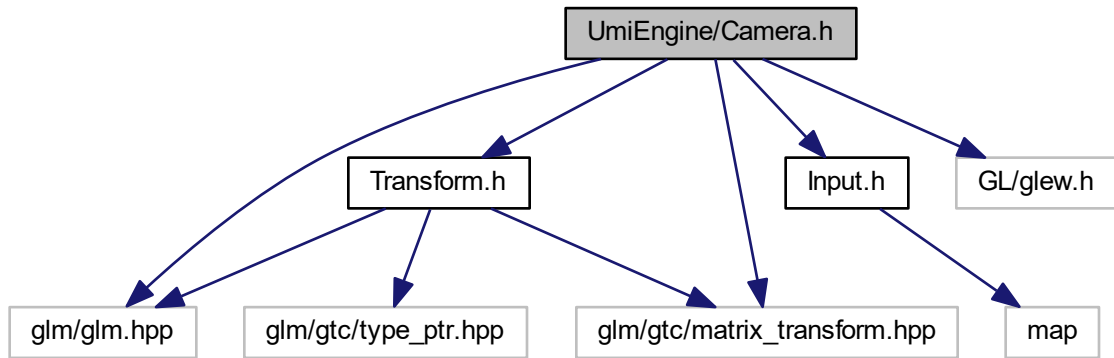 UmiEngine/Camera.h
Transform.h
Input.h
GL/glew.h
glm/glm.hpp
glm/gtc/type_ptr.hpp
glm/gtc/matrix_transform.hpp
map